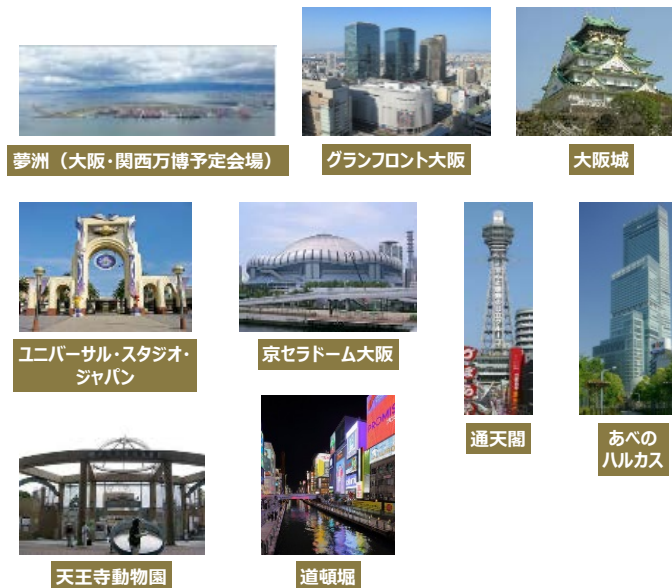 夢洲（大阪・関西万博予定会場）
グランフロント大阪
大阪城
ユニバーサル・スタジオ・
ジャパン
京セラドーム大阪
通天閣
あべの
ハルカス
PROMIS
天王寺動物園
道頓堀